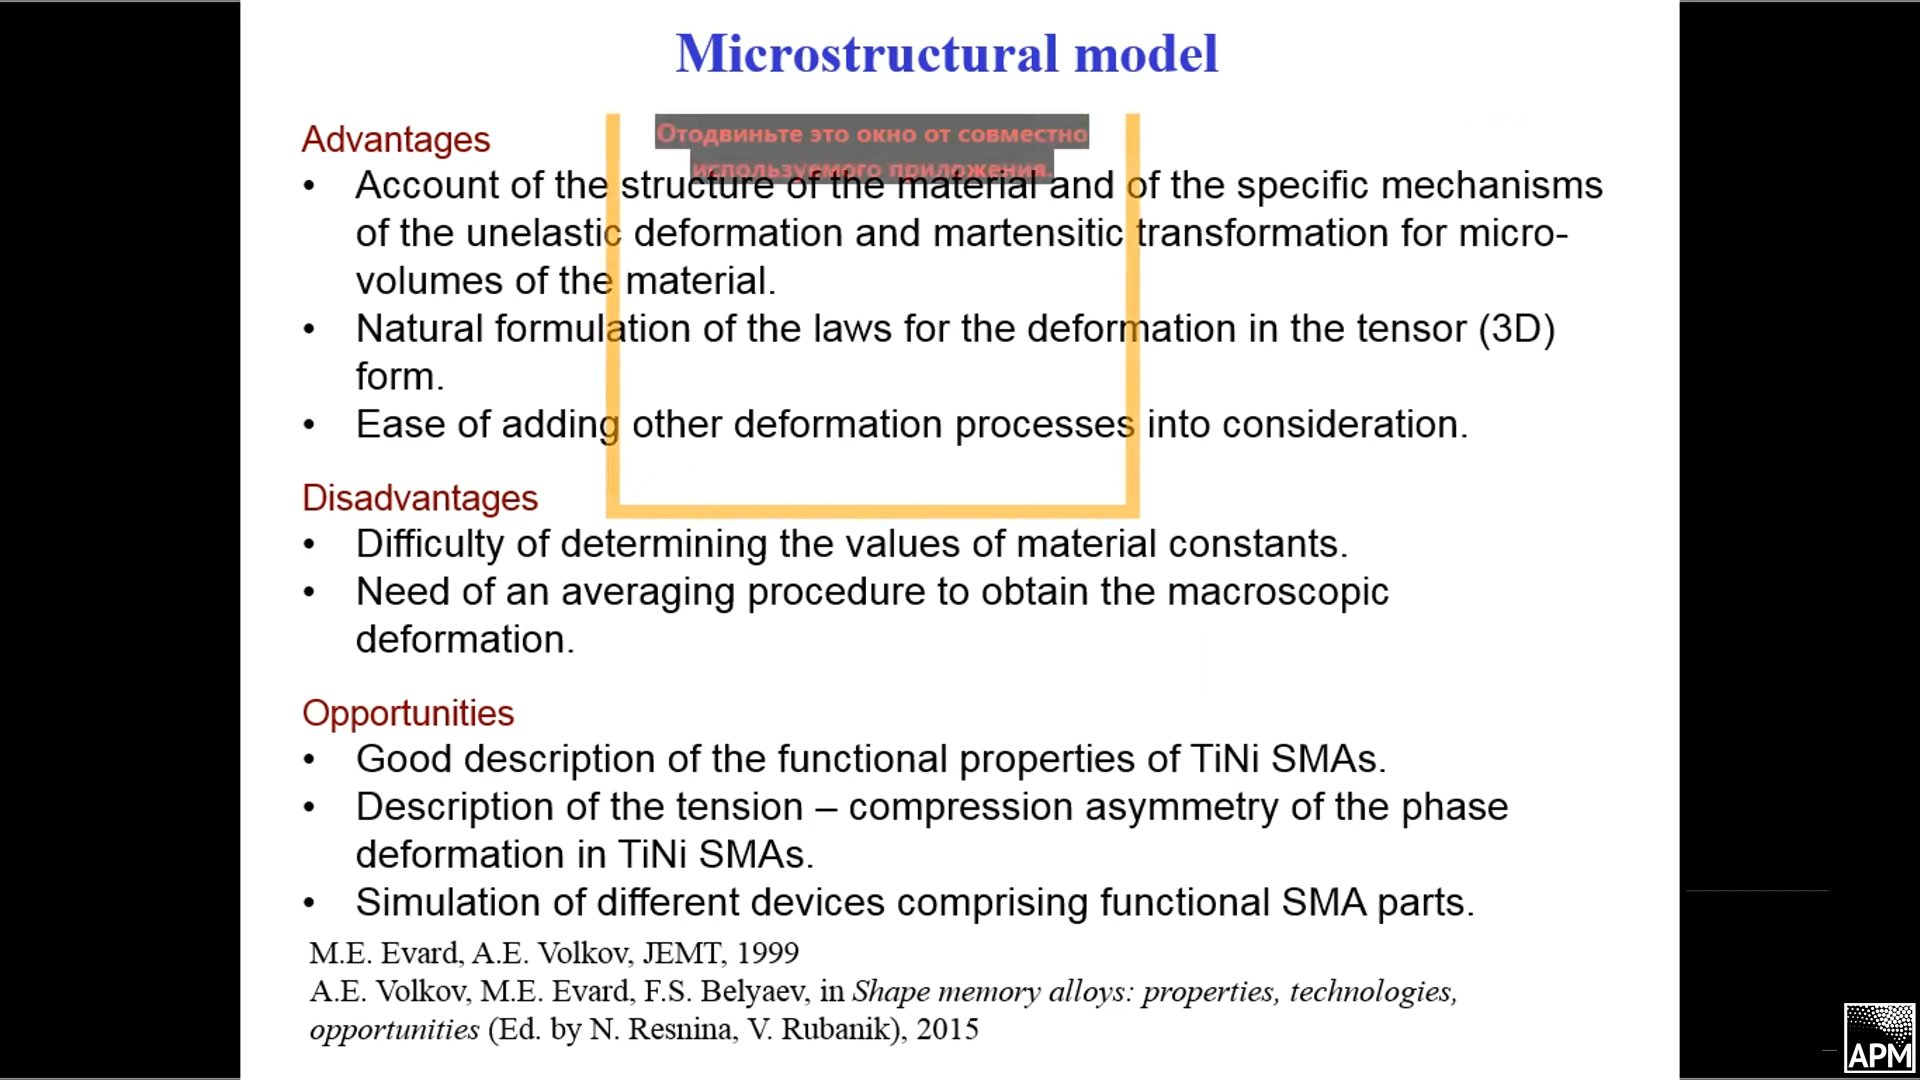 Microstructural model
Отодвиньте это окно от совместно
используемого приложения.
Advantages
• Account of the structure of the material and of the specific mechanisms
of the unelastic deformation and martensitic transformation for micro-
volumes of the material.
• Natural formulation of the laws for the deformation in the tensor (3D)
form.
• Ease of adding other deformation processes into consideration.
Disadvantages
• Difficulty of determining the values of material constants.
• Need of an averaging procedure to obtain the macroscopic
deformation.
Opportunities
• Good description of the functional properties of TiNi SMAs.
• Description of the tension – compression asymmetry of the phase
deformation in TiNi SMAs.
• Simulation of different devices comprising functional SMA parts.
M.E. Evard, A.E. Volkov, JEMT, 1999
A.E. Volkov, M.E. Evard, F.S. Belyaev, in Shape memory alloys: properties, technologies,
opportunities (Ed. by N. Resnina, V. Rubanik), 2015
APM